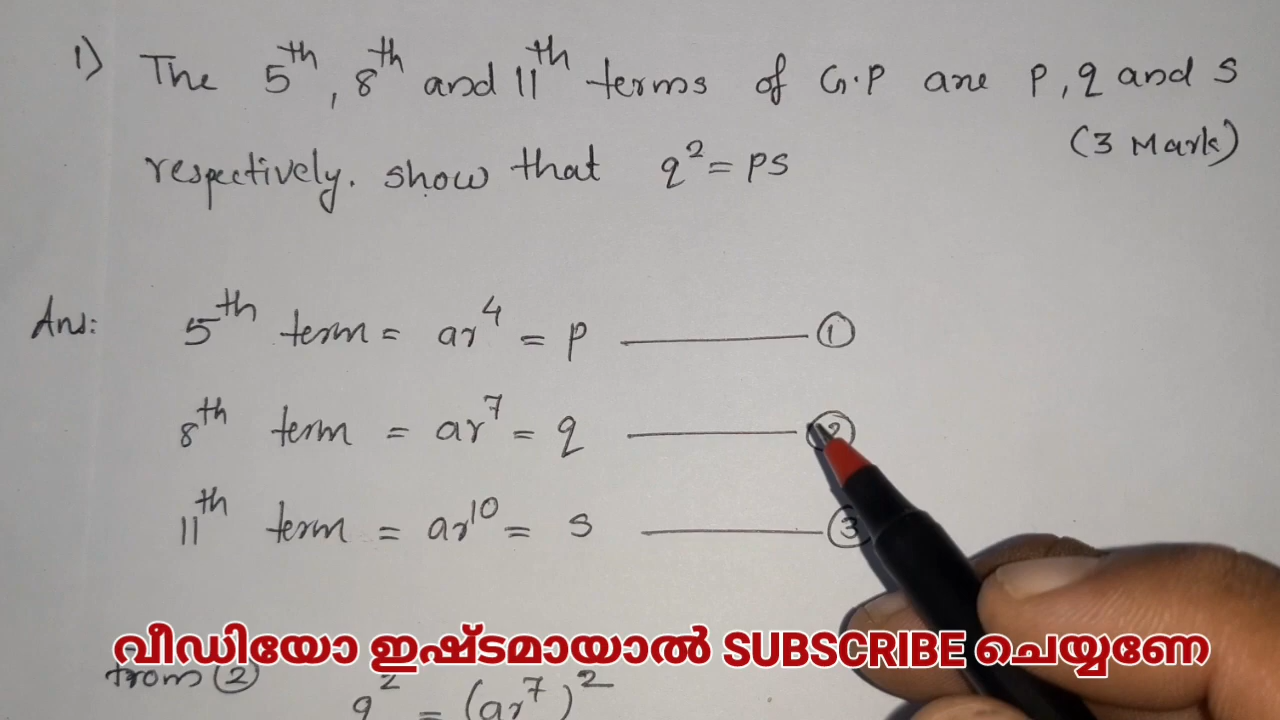 1) The 5th, 8th and 11th terms of G.P are p, q and s
respectively. show that q² = ps (3 Mark)
Ans: 5th term = ar⁴ = p ——— ①
8th term = ar⁷ = q ——— ②
11th term = ar¹⁰ = s ——— ③
വീഡിയോ ഇഷ്ടമായാൽ SUBSCRIBE ചെയ്യണേ
from ②
q² = (ar⁷)²